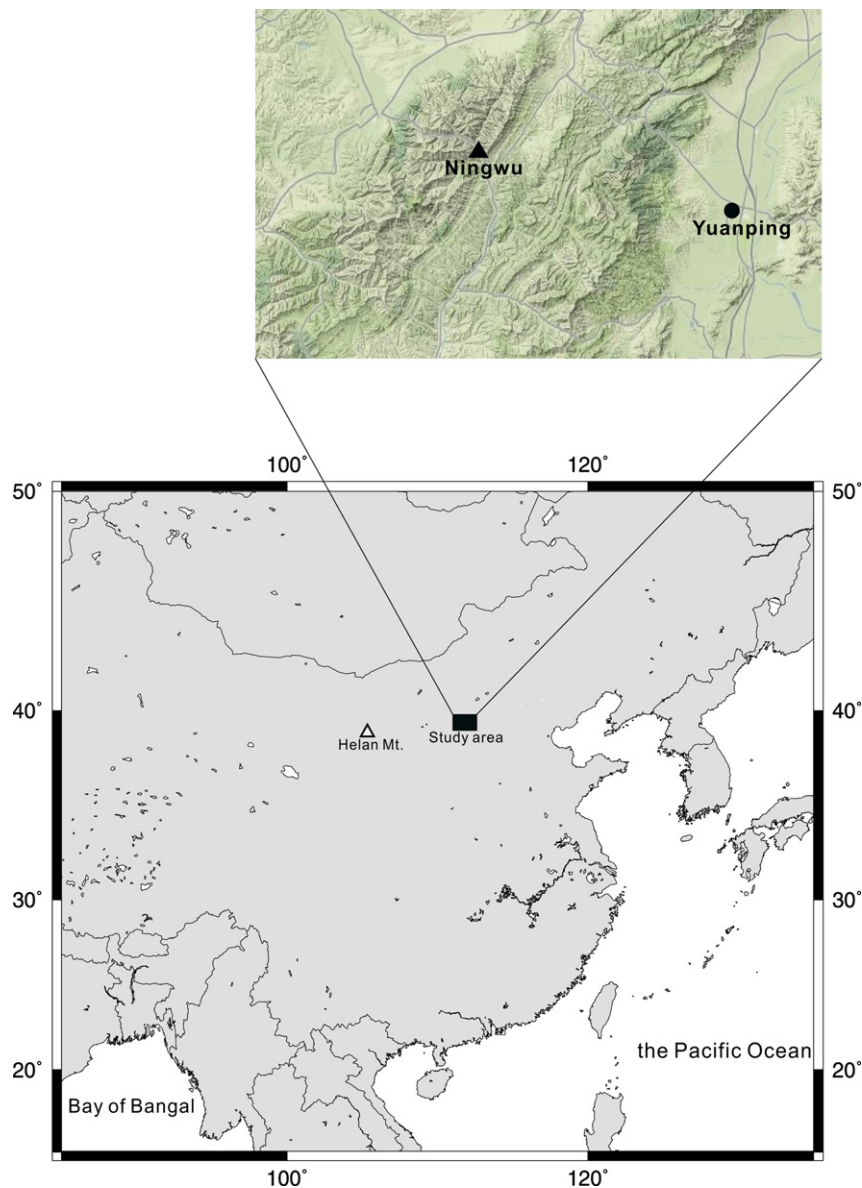 Ningwu
Yuanping
100° 120°
50° 50°
40° 40°
Helan Mt. Study area
30° 30°
the Pacific Ocean
20° 20°
Bay of Bangal
100° 120°